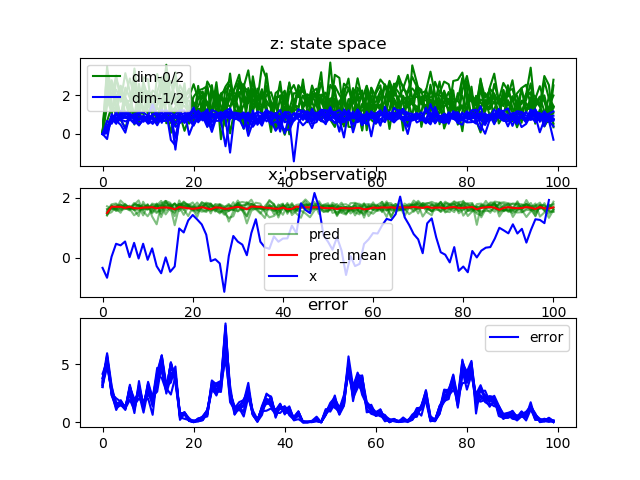 z: state space
dim-0/2
dim-1/2
2
0
0 20 40 60 80 100
x: observation
2
0
pred
pred_mean
x
0 20 40 60 80 100
error
error
5
0
0 20 40 60 80 100